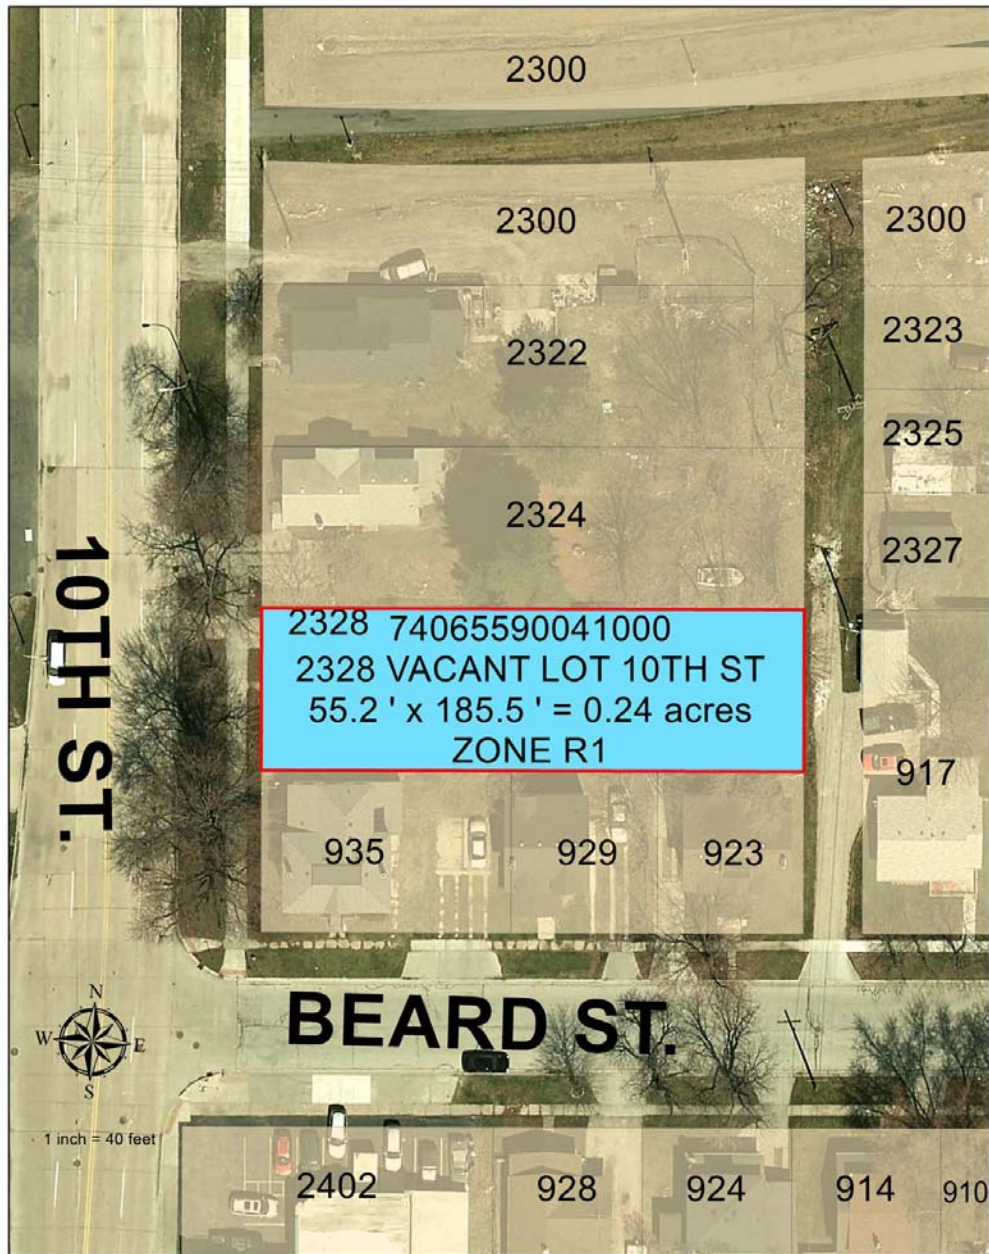 2300
2300
2300
2322
2323
2325
2324
2327
10TH ST.
2328 74065590041000
2328 VACANT LOT 10TH ST
55.2 ' x 185.5 ' = 0.24 acres
ZONE R1
917
935
929
923
BEARD ST.
N
W
E
S
1 inch = 40 feet
2402
928
924
914
910